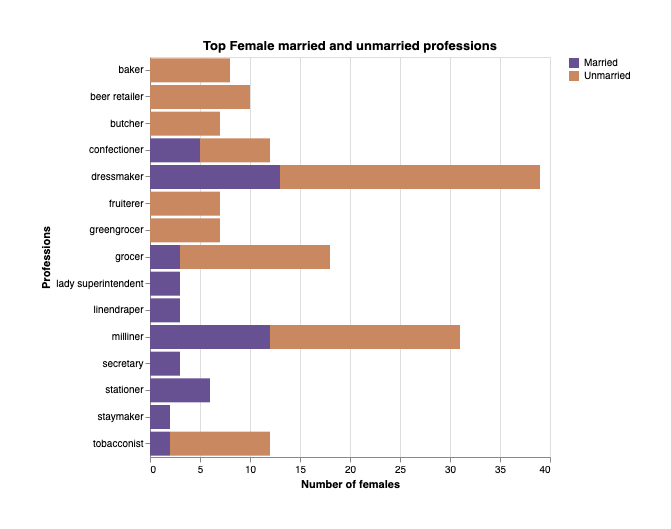 Top Female married and unmarried professions
Married
Unmarried
Professions
baker
beer retailer
butcher
confectioner
dressmaker
fruiterer
greengrocer
grocer
lady superintendent
linendraper
milliner
secretary
stationer
staymaker
tobacconist
0 5 10 15 20 25 30 35 40
Number of females